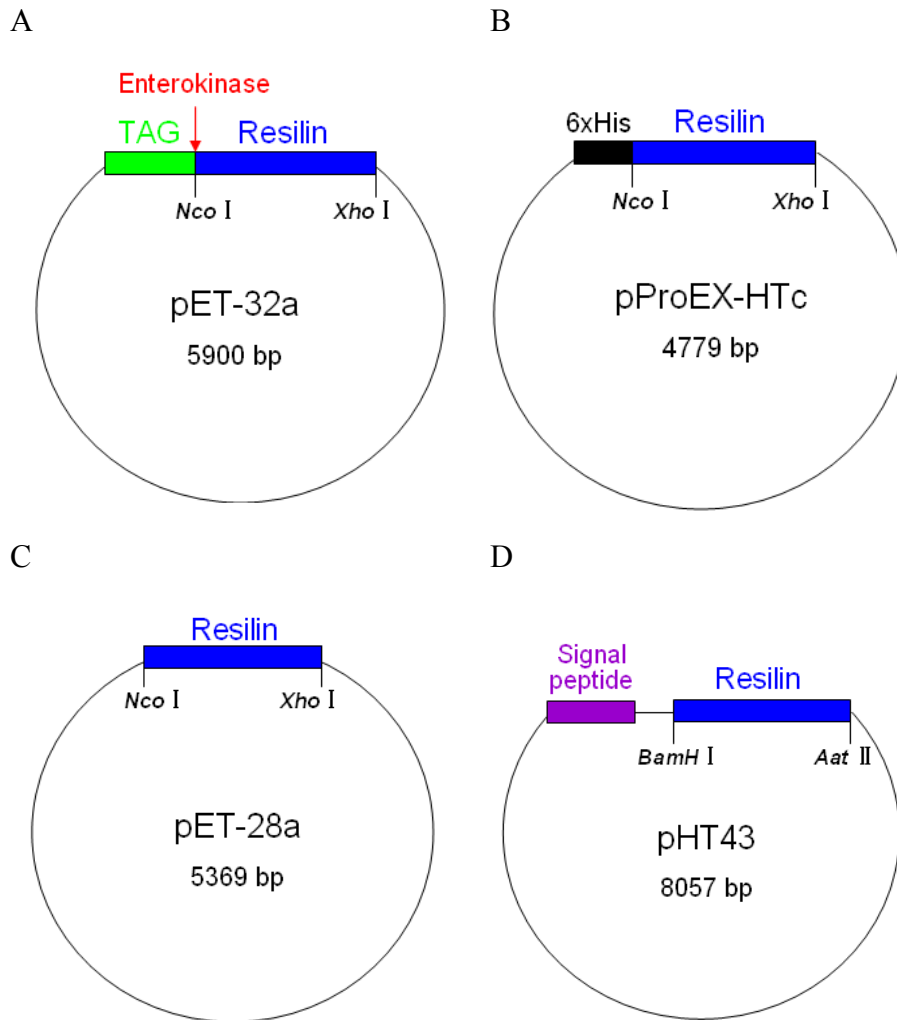 A
Enterokinase
TAG
Resilin
Nco Ⅰ
Xho Ⅰ
pET-32a
5900 bp
B
6xHis
Resilin
Nco Ⅰ
Xho Ⅰ
pProEX-HTc
4779 bp
C
Resilin
Nco Ⅰ
Xho Ⅰ
pET-28a
5369 bp
D
Signal
peptide
Resilin
BamH Ⅰ
Aat Ⅱ
pHT43
8057 bp